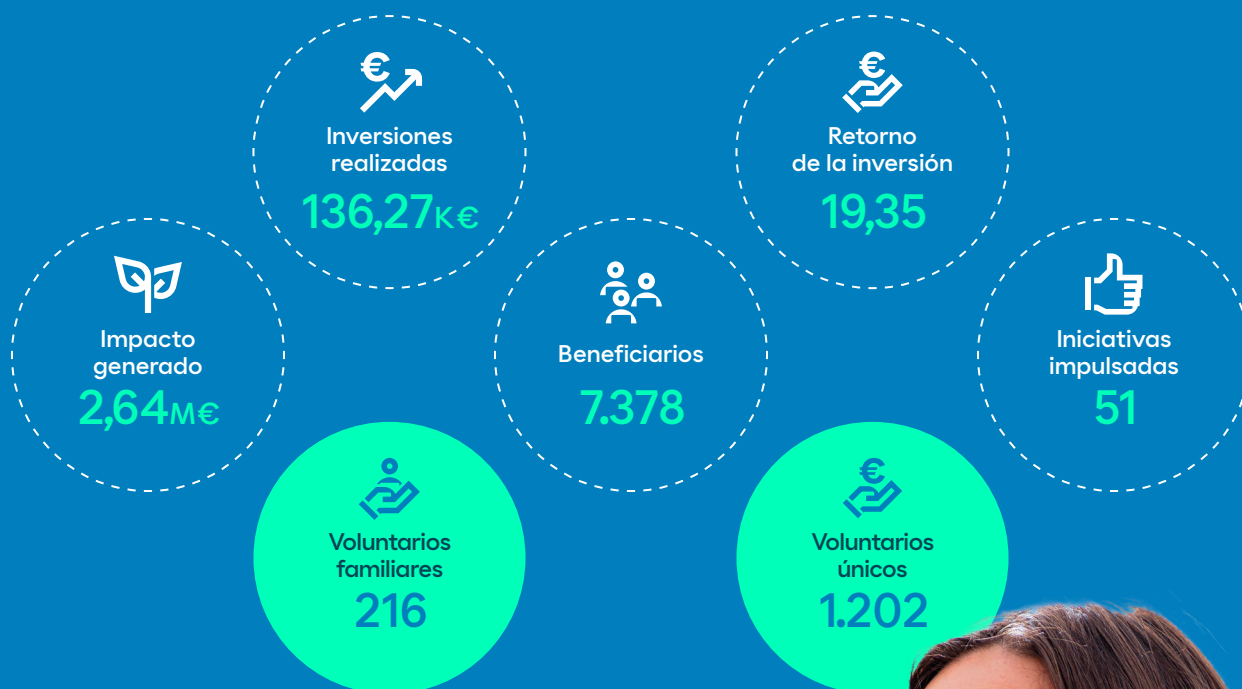 Inversiones
realizadas
136,27K€
Retorno
de la inversión
19,35
Impacto
generado
2,64M€
Beneficiarios
7.378
Iniciativas
impulsadas
51
Voluntarios
familiares
216
Voluntarios
únicos
1.202